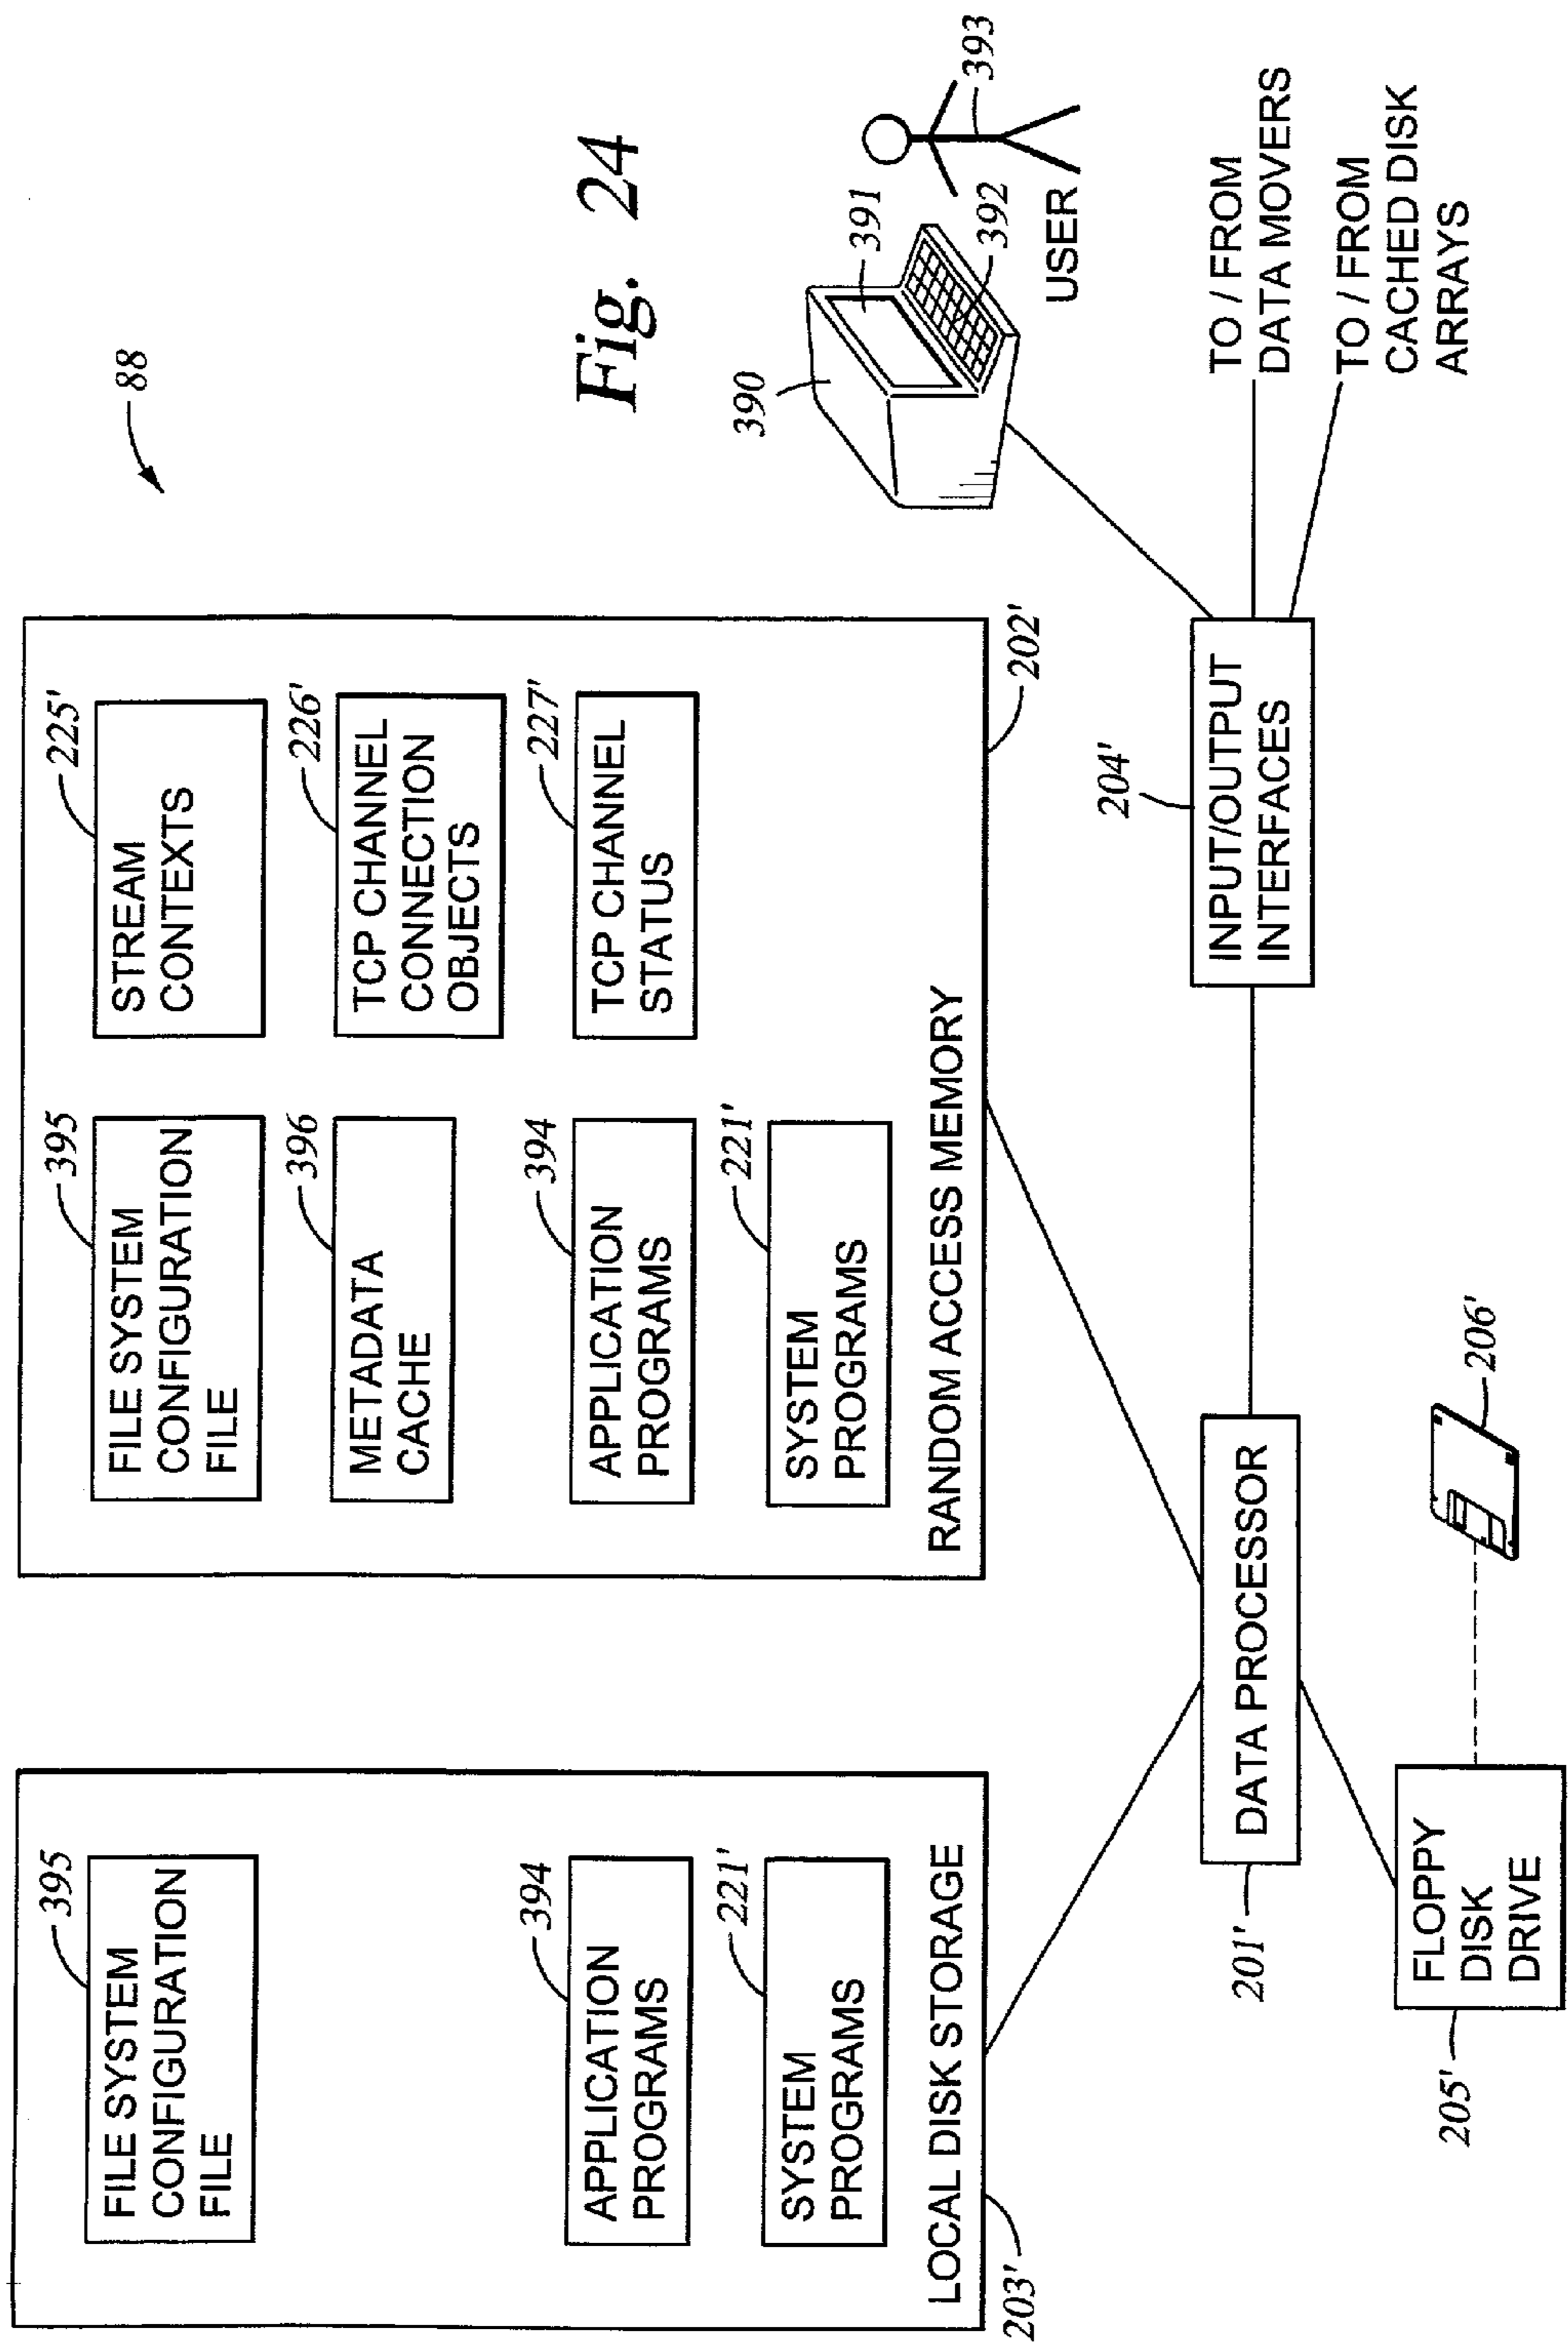 88
Fig. 24
395
FILE SYSTEM
CONFIGURATION
FILE
394
APPLICATION
PROGRAMS
221'
SYSTEM
PROGRAMS
LOCAL DISK STORAGE
203'
395
FILE SYSTEM
CONFIGURATION
FILE
396
METADATA
CACHE
394
APPLICATION
PROGRAMS
221'
SYSTEM
PROGRAMS
225'
STREAM
CONTEXTS
226'
TCP CHANNEL
CONNECTION
OBJECTS
227'
TCP CHANNEL
STATUS
RANDOM ACCESS MEMORY
202'
390
391
392
393
USER
201'
DATA PROCESSOR
204'
INPUT/OUTPUT
INTERFACES
TO / FROM
DATA MOVERS
TO / FROM
CACHED DISK
ARRAYS
205'
FLOPPY
DISK
DRIVE
206'